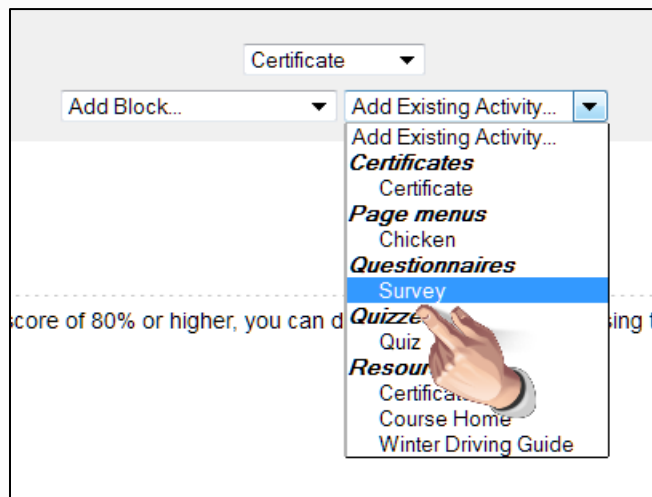 Certificate
Add Block... Add Existing Activity...
Add Existing Activity...
Certificates
Certificate
Page menus
Chicken
Questionnaires
Survey
score of 80% or higher, you can
Quiz
Course Home
Winter Driving Guide